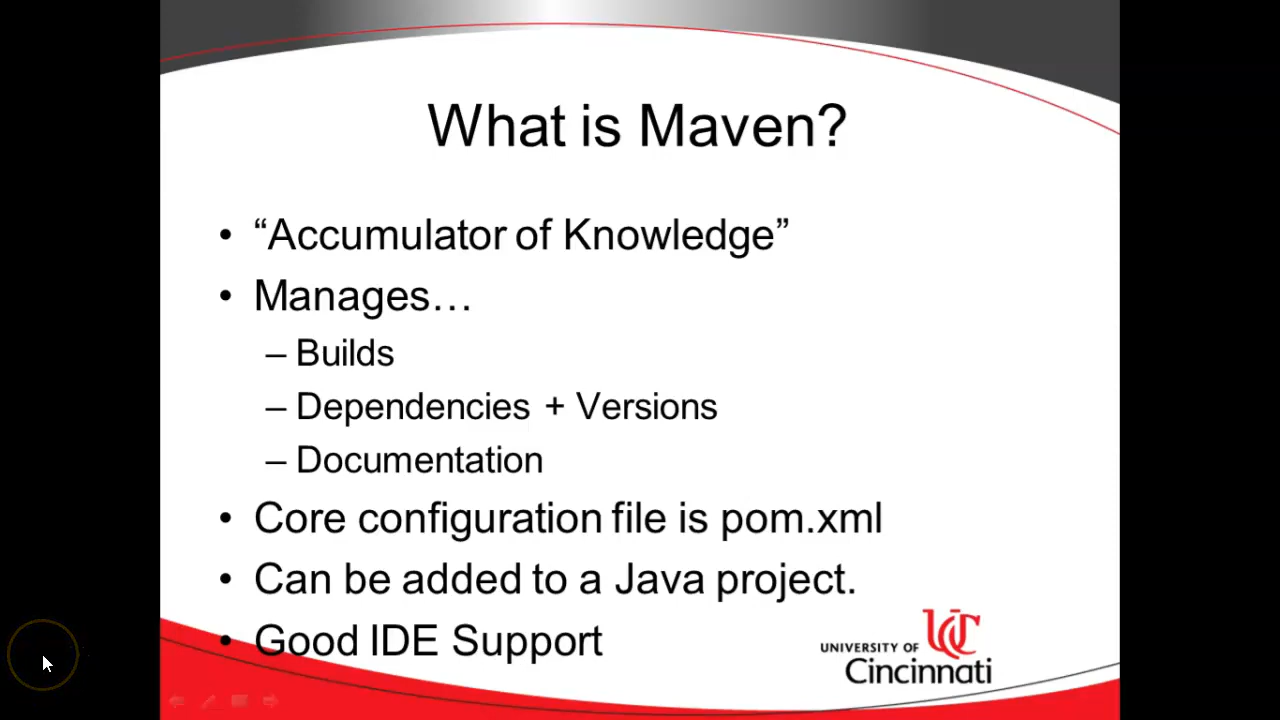 What is Maven?
• “Accumulator of Knowledge”
• Manages…
– Builds
– Dependencies + Versions
– Documentation
• Core configuration file is pom.xml
• Can be added to a Java project.
• Good IDE Support
UC
UNIVERSITY OF
Cincinnati